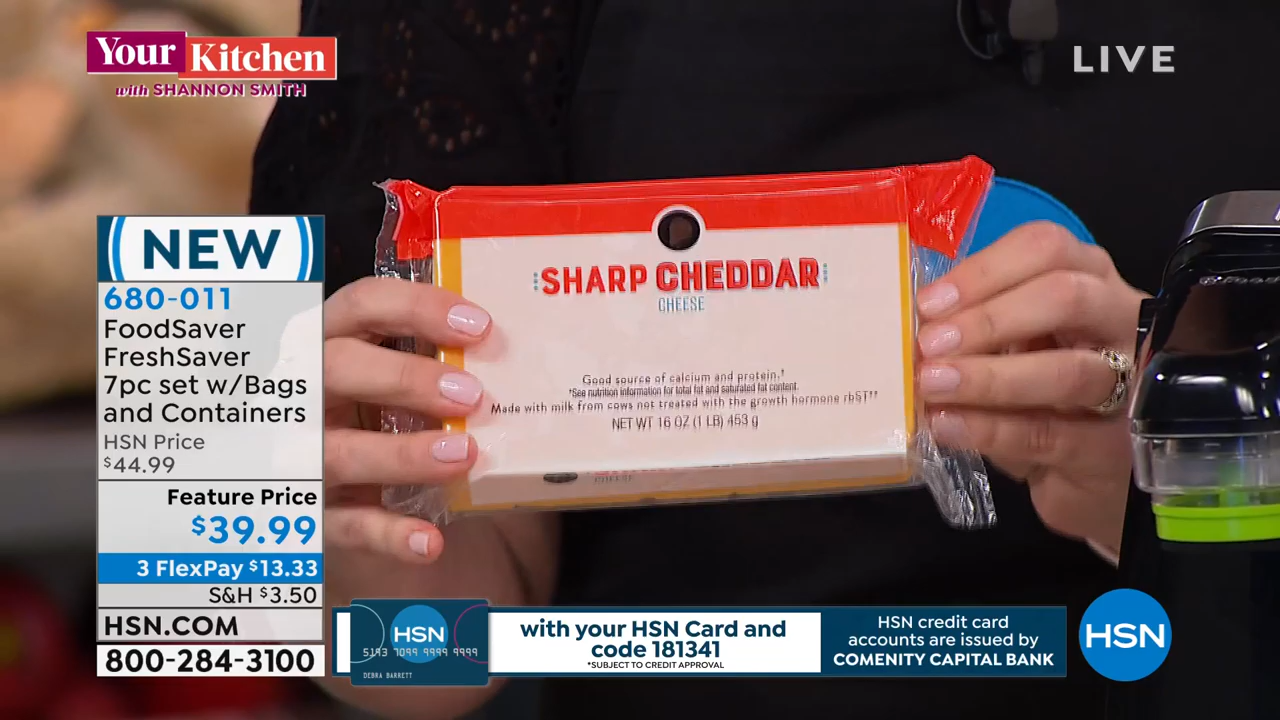 Your Kitchen
with SHANNON SMITH
LIVE
NEW
680-011
FoodSaver
FreshSaver
7pc set w/Bags
and Containers
HSN Price
$44.99
Feature Price
$39.99
3 FlexPay $13.33
S&H $3.50
HSN.COM
800-284-3100
SHARP CHEDDAR
CHEESE
Good source of calcium and protein.†
*See nutrition information for total fat and saturated fat content.
Made with milk from cows not treated with the growth hormone rbST††
NET WT 16 OZ (1 LB) 453 g
CHEESE
HSN
5193 7099 9999 9999
DEBRA BARRETT
with your HSN Card and
code 181341
*SUBJECT TO CREDIT APPROVAL
HSN credit card
accounts are issued by
COMENITY CAPITAL BANK
HSN